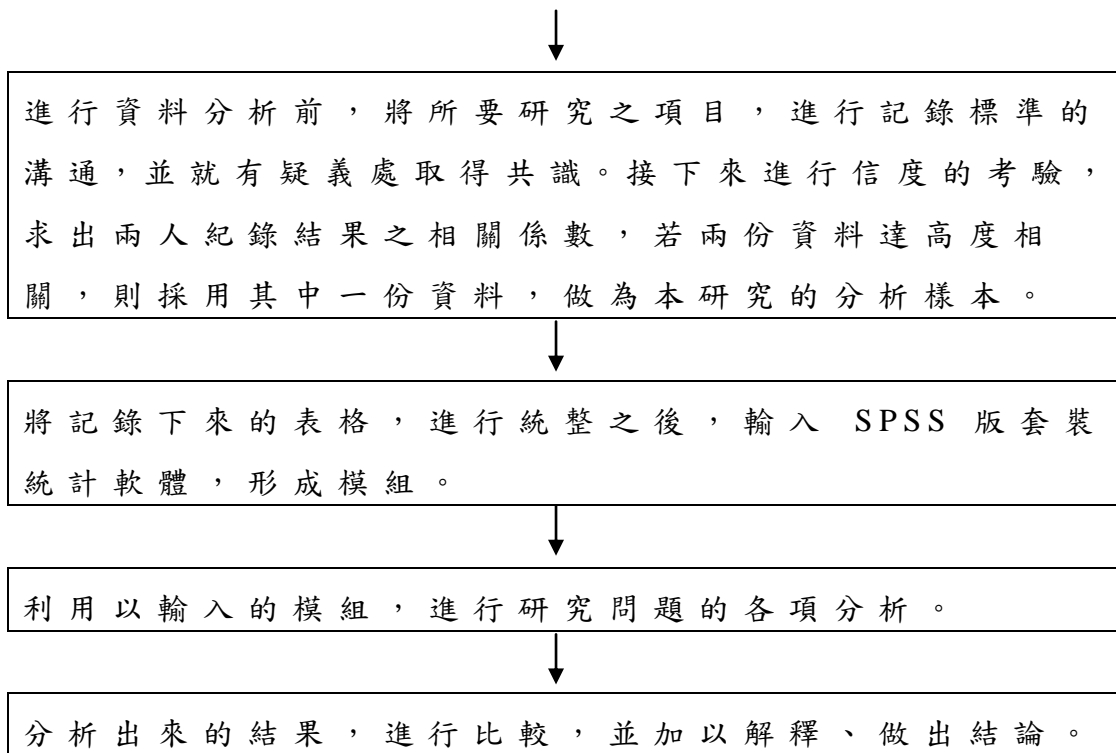 進行資料分析前，將所要研究之項目，進行記錄標準的
溝通，並就有疑義處取得共識。接下來進行信度的考驗，
求出兩人紀錄結果之相關係數，若兩份資料達高度相
關，則採用其中一份資料，做為本研究的分析樣本。
將記錄下來的表格，進行統整之後，輸入 SPSS 版套裝
統計軟體，形成模組。
利用以輸入的模組，進行研究問題的各項分析。
分析出來的結果，進行比較，並加以解釋、做出結論。